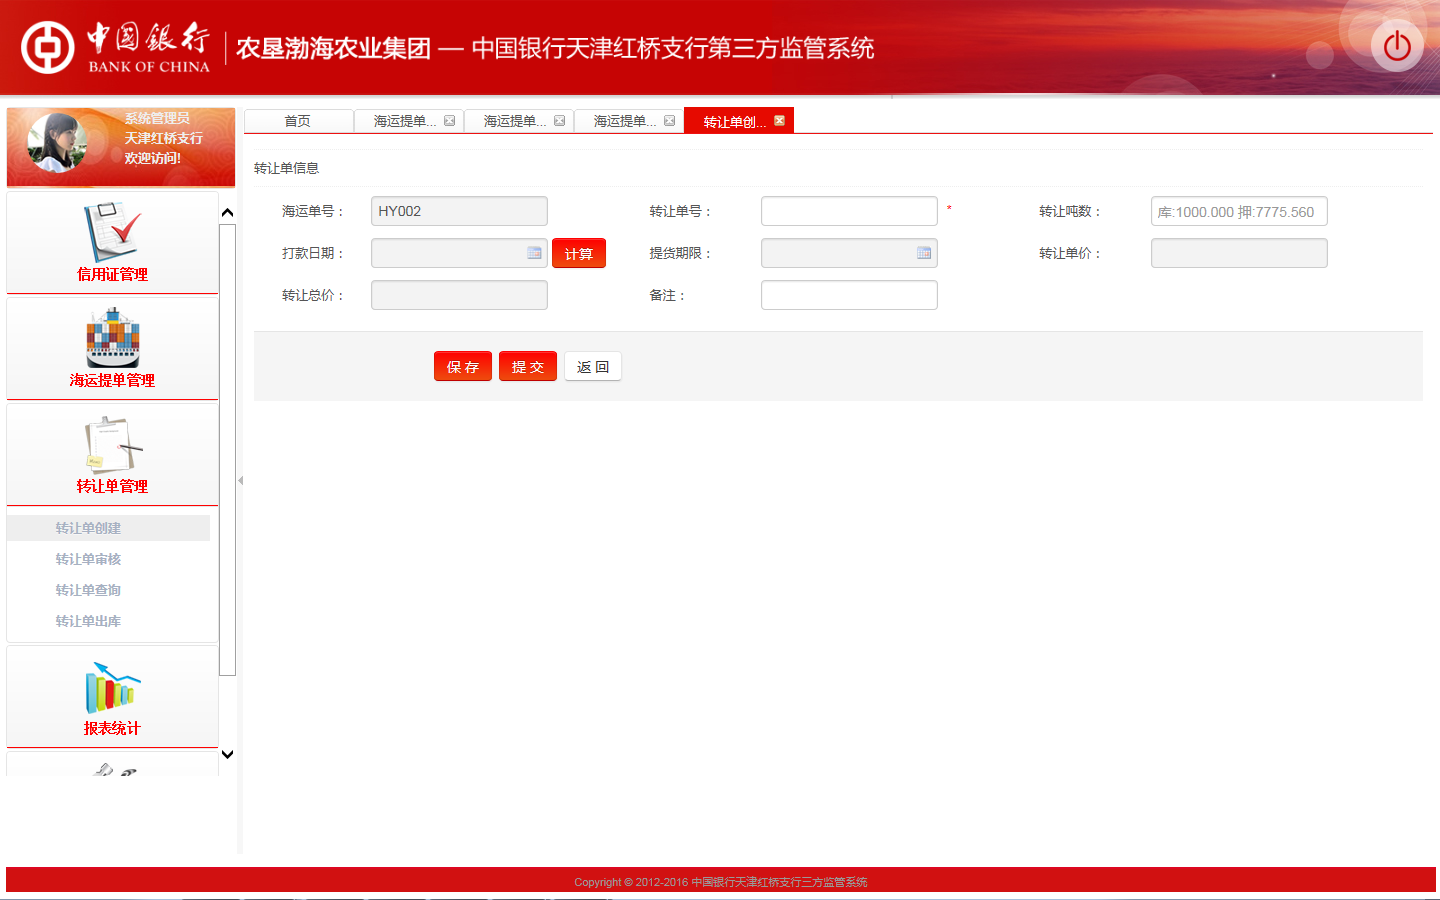 中国银行
BANK OF CHINA
农垦渤海农业集团 — 中国银行天津红桥支行第三方监管系统
系统管理员
天津红桥支行
欢迎访问!
首页 海运提单... 海运提单... 海运提单... 转让单创...
转让单信息
海运单号： HY002 转让单号： * 转让吨数： 库:1000.000 押:7775.560
打款日期： 计算 提货期限： 转让单价：
转让总价： 备注：
保 存 提 交 返 回
信用证管理
海运提单管理
转让单管理
转让单创建
转让单审核
转让单查询
转让单出库
报表统计
Copyright © 2012-2016 中国银行天津红桥支行三方监管系统